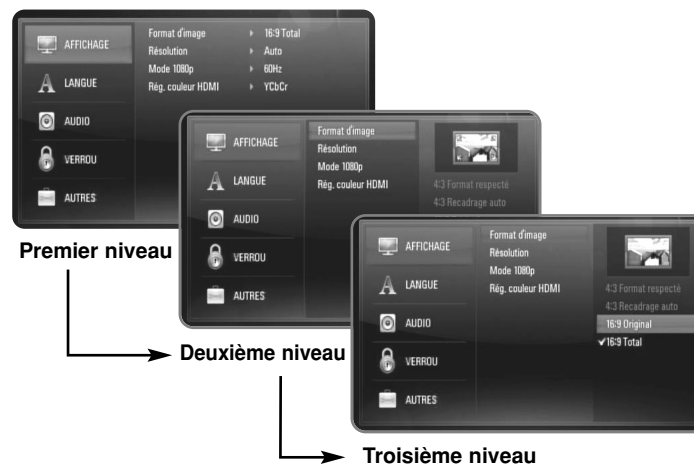 AFFICHAGE
LANGUE
AUDIO
VERROU
AUTRES
Format d'image 16:9 Total
Résolution Auto
Mode 1080p 60Hz
Rég. couleur HDMI YCbCr
Premier niveau
AFFICHAGE
LANGUE
AUDIO
VERROU
AUTRES
Format d'image
Résolution
Mode 1080p
Rég. couleur HDMI
4:3 Format respecté
4:3 Recadrage auto
Deuxième niveau
AFFICHAGE
LANGUE
AUDIO
VERROU
AUTRES
Format d'image
Résolution
Mode 1080p
Rég. couleur HDMI
4:3 Format respecté
4:3 Recadrage auto
16:9 Original
✔16:9 Total
Troisième niveau